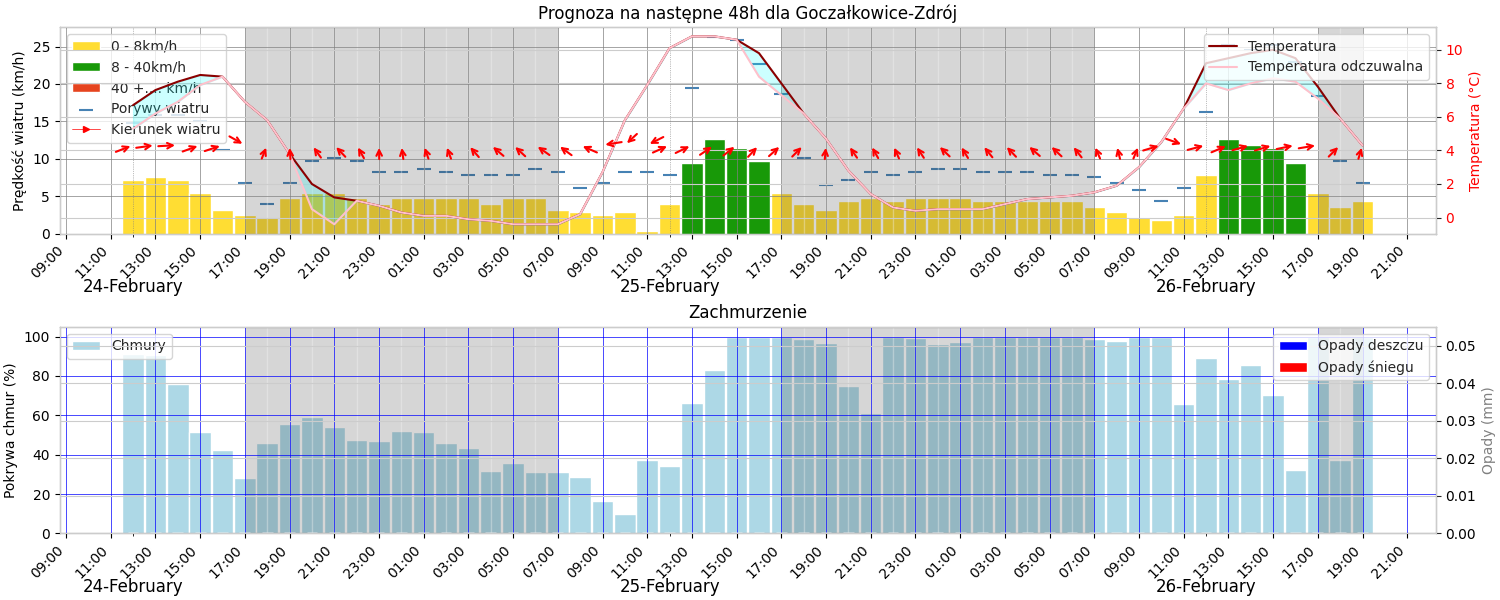 Prognoza na następne 48h dla Goczałkowice-Zdrój
Prędkość wiatru (km/h)
25
20
15
10
5
0
0 - 8km/h
8 - 40km/h
40 +.... km/h
Porywy wiatru
Kierunek wiatru
Temperatura
Temperatura odczuwalna
10
8
6
4
2
0
Temperatura (°C)
09:00 11:00 13:00 15:00 17:00 19:00 21:00 23:00 01:00 03:00 05:00 07:00 09:00 11:00 13:00 15:00 17:00 19:00 21:00 23:00 01:00 03:00 05:00 07:00 09:00 11:00 13:00 15:00 17:00 19:00 21:00
24-February 25-February 26-February
Zachmurzenie
Pokrywa chmur (%)
100
80
60
40
20
0
Chmury
Opady deszczu
Opady śniegu
0.05
0.04
0.03
0.02
0.01
0.00
Opady (mm)
09:00 11:00 13:00 15:00 17:00 19:00 21:00 23:00 01:00 03:00 05:00 07:00 09:00 11:00 13:00 15:00 17:00 19:00 21:00 23:00 01:00 03:00 05:00 07:00 09:00 11:00 13:00 15:00 17:00 19:00 21:00
24-February 25-February 26-February